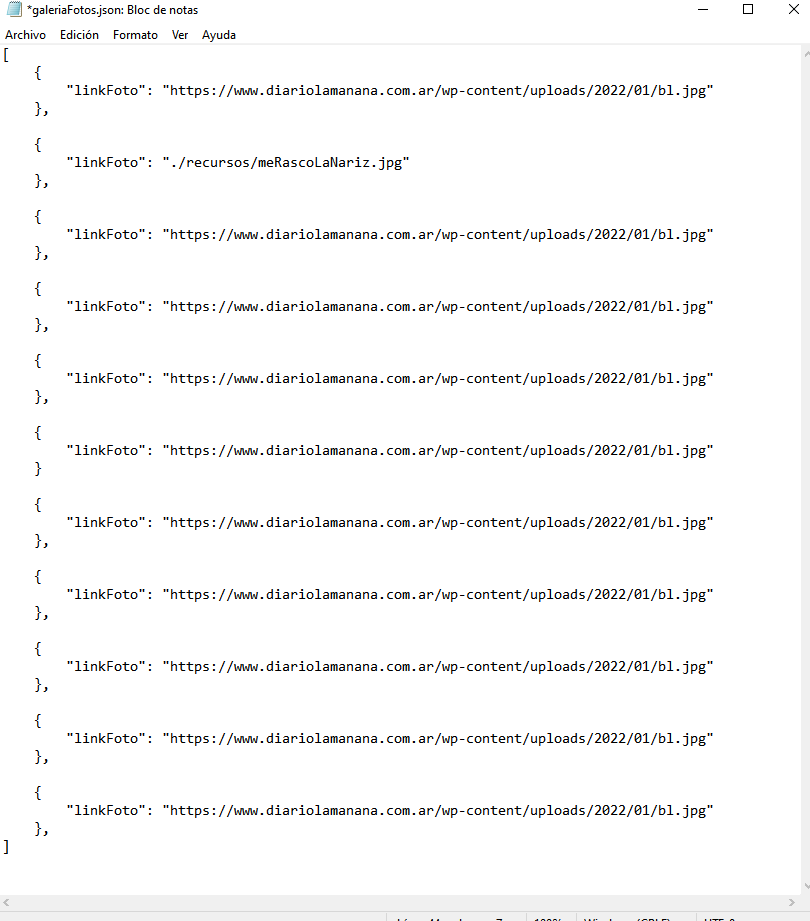 *galeriaFotos.json: Bloc de notas
Archivo Edición Formato Ver Ayuda
[
{
"linkFoto": "https://www.diariolamanana.com.ar/wp-content/uploads/2022/01/bl.jpg"
},
{
"linkFoto": "./recursos/meRascoLaNariz.jpg"
},
{
"linkFoto": "https://www.diariolamanana.com.ar/wp-content/uploads/2022/01/bl.jpg"
},
{
"linkFoto": "https://www.diariolamanana.com.ar/wp-content/uploads/2022/01/bl.jpg"
},
{
"linkFoto": "https://www.diariolamanana.com.ar/wp-content/uploads/2022/01/bl.jpg"
},
{
"linkFoto": "https://www.diariolamanana.com.ar/wp-content/uploads/2022/01/bl.jpg"
}
{
"linkFoto": "https://www.diariolamanana.com.ar/wp-content/uploads/2022/01/bl.jpg"
},
{
"linkFoto": "https://www.diariolamanana.com.ar/wp-content/uploads/2022/01/bl.jpg"
},
{
"linkFoto": "https://www.diariolamanana.com.ar/wp-content/uploads/2022/01/bl.jpg"
},
{
"linkFoto": "https://www.diariolamanana.com.ar/wp-content/uploads/2022/01/bl.jpg"
},
{
"linkFoto": "https://www.diariolamanana.com.ar/wp-content/uploads/2022/01/bl.jpg"
},
]